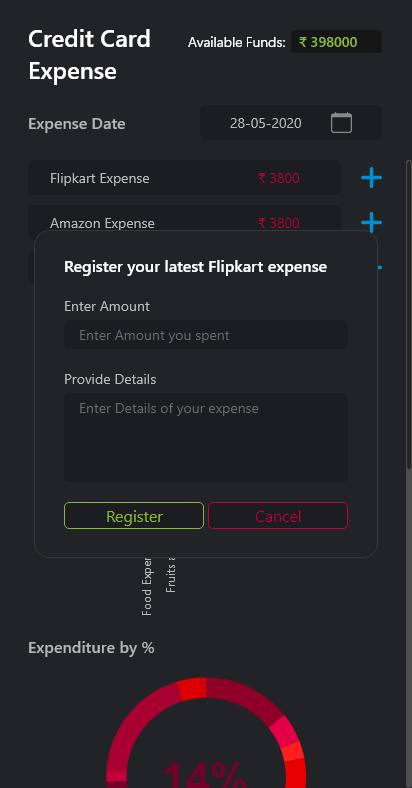 Credit Card
Expense
Available Funds:
₹ 398000
Expense Date
28-05-2020
Flipkart Expense
₹ 3800
Amazon Expense
₹ 3800
Register your latest Flipkart expense
Enter Amount
Enter Amount you spent
Provide Details
Enter Details of your expense
Register
Cancel
Food Exper
Fruits
Expenditure by %
14%